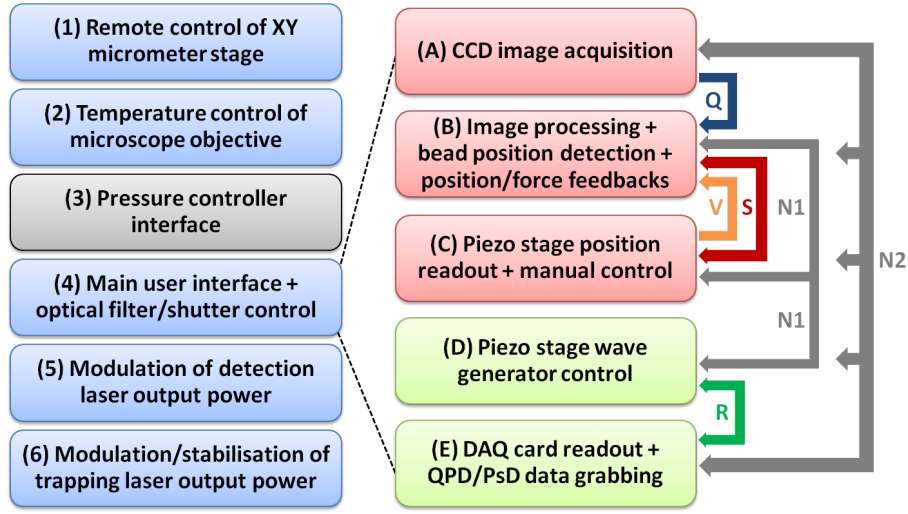 (1) Remote control of XY
micrometer stage
(2) Temperature control of
microscope objective
(3) Pressure controller
interface
(4) Main user interface +
optical filter/shutter control
(5) Modulation of detection
laser output power
(6) Modulation/stabilisation of
trapping laser output power
(A) CCD image acquisition
(B) Image processing +
bead position detection +
position/force feedbacks
(C) Piezo stage position
readout + manual control
(D) Piezo stage wave
generator control
(E) DAQ card readout +
QPD/PsD data grabbing
Q
V
S
N1
N2
N1
R